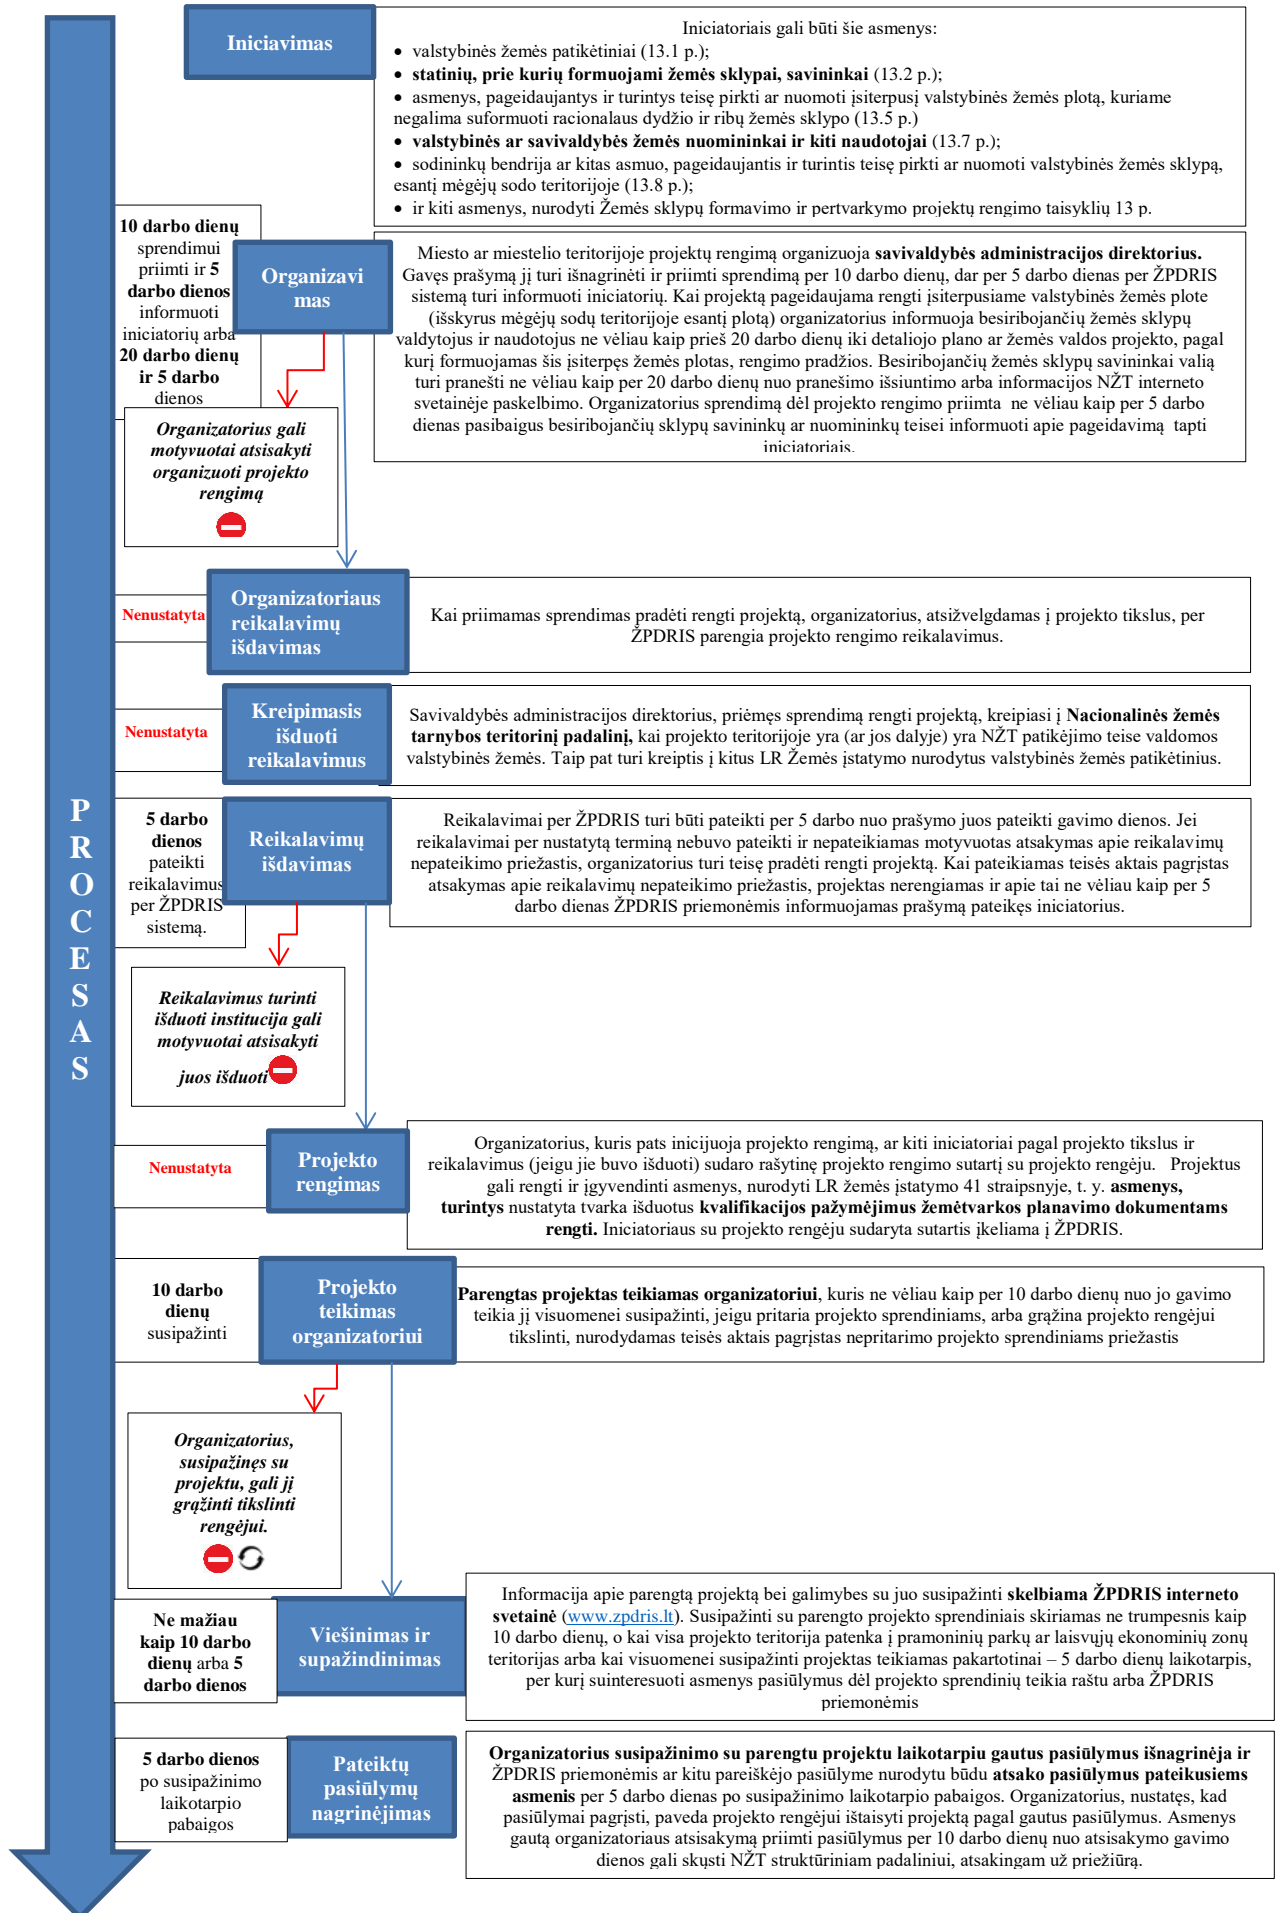 Iniciavimas
Iniciatoriais gali būti šie asmenys:
• valstybinės žemės patikėtiniai (13.1 p.);
• statinių, prie kurių formuojami žemės sklypai, savininkai (13.2 p.);
• asmenys, pageidaujantys ir turintys teisę pirkti ar nuomoti įsiterpusį valstybinės žemės plotą, kuriame
negalima suformuoti racionalaus dydžio ir ribų žemės sklypo (13.5 p.)
• valstybinės ar savivaldybės žemės nuomininkai ir kiti naudotojai (13.7 p.);
• sodininkų bendrija ar kitas asmuo, pageidaujantis ir turintis teisę pirkti ar nuomoti valstybinės žemės sklypą,
esantį mėgėjų sodo teritorijoje (13.8 p.);
• ir kiti asmenys, nurodyti Žemės sklypų formavimo ir pertvarkymo projektų rengimo taisyklių 13 p.
10 darbo dienų
sprendimui
priimti ir 5
darbo dienos
informuoti
iniciatorių arba
20 darbo dienų
ir 5 darbo
dienos
Organizavi
mas
Miesto ar miestelio teritorijoje projektų rengimą organizuoja savivaldybės administracijos direktorius.
Gavęs prašymą jį turi išnagrinėti ir priimti sprendimą per 10 darbo dienų, dar per 5 darbo dienas per ŽPDRIS
sistemą turi informuoti iniciatorių. Kai projektą pageidaujama rengti įsiterpusiame valstybinės žemės plote
(išskyrus mėgėjų sodų teritorijoje esantį plotą) organizatorius informuoja besiribojančių žemės sklypų
valdytojus ir naudotojus ne vėliau kaip prieš 20 darbo dienų iki detaliojo plano ar žemės valdos projekto, pagal
kurį formuojamas šis įsiterpęs žemės plotas, rengimo pradžios. Besiribojančių žemės sklypų savininkai valią
turi pranešti ne vėliau kaip per 20 darbo dienų nuo pranešimo išsiuntimo arba informacijos NŽT interneto
svetainėje paskelbimo. Organizatorius sprendimą dėl projekto rengimo priimta ne vėliau kaip per 5 darbo
dienas pasibaigus besiribojančių sklypų savininkų ar nuomininkų teisei informuoti apie pageidavimą tapti
iniciatoriais.
Organizatorius gali
motyvuotai atsisakyti
organizuoti projekto
rengimą
Nenustatyta
Organizatoriaus
reikalavimų
išdavimas
Kai priimamas sprendimas pradėti rengti projektą, organizatorius, atsižvelgdamas į projekto tikslus, per
ŽPDRIS parengia projekto rengimo reikalavimus.
Nenustatyta
Kreipimasis
išduoti
reikalavimus
Savivaldybės administracijos direktorius, priėmęs sprendimą rengti projektą, kreipiasi į Nacionalinės žemės
tarnybos teritorinį padalinį, kai projekto teritorijoje yra (ar jos dalyje) yra NŽT patikėjimo teise valdomos
valstybinės žemės. Taip pat turi kreiptis į kitus LR Žemės įstatymo nurodytus valstybinės žemės patikėtinius.
PROCESAS
5 darbo
dienos
pateikti
reikalavimus
per ŽPDRIS
sistemą.
Reikalavimų
išdavimas
Reikalavimai per ŽPDRIS turi būti pateikti per 5 darbo nuo prašymo juos pateikti gavimo dienos. Jei
reikalavimai per nustatytą terminą nebuvo pateikti ir nepateikiamas motyvuotas atsakymas apie reikalavimų
nepateikimo priežastis, organizatorius turi teisę pradėti rengti projektą. Kai pateikiamas teisės aktais pagrįstas
atsakymas apie reikalavimų nepateikimo priežastis, projektas nerengiamas ir apie tai ne vėliau kaip per 5
darbo dienas ŽPDRIS priemonėmis informuojamas prašymą pateikęs iniciatorius.
Reikalavimus turinti
išduoti institucija gali
motyvuotai atsisakyti
juos išduoti
Nenustatyta
Projekto
rengimas
Organizatorius, kuris pats inicijuoja projekto rengimą, ar kiti iniciatoriai pagal projekto tikslus ir
reikalavimus (jeigu jie buvo išduoti) sudaro rašytinę projekto rengimo sutartį su projekto rengėju. Projektus
gali rengti ir įgyvendinti asmenys, nurodyti LR žemės įstatymo 41 straipsnyje, t. y. asmenys,
turintys nustatyta tvarka išduotus kvalifikacijos pažymėjimus žemėtvarkos planavimo dokumentams
rengti. Iniciatoriaus su projekto rengėju sudaryta sutartis įkeliama į ŽPDRIS.
10 darbo
dienų
susipažinti
Projekto
teikimas
organizatoriui
Parengtas projektas teikiamas organizatoriui, kuris ne vėliau kaip per 10 darbo dienų nuo jo gavimo
teikia jį visuomenei susipažinti, jeigu pritaria projekto sprendiniams, arba grąžina projekto rengėjui
tikslinti, nurodydamas teisės aktais pagrįstas nepritarimo projekto sprendiniams priežastis
Organizatorius,
susipažinęs su
projektu, gali jį
grąžinti tikslinti
rengėjui.
Ne mažiau
kaip 10 darbo
dienų arba 5
darbo dienos
Viešinimas ir
supažindinimas
Informacija apie parengtą projektą bei galimybes su juo susipažinti skelbiama ŽPDRIS interneto
svetainė (www.zpdris.lt). Susipažinti su parengto projekto sprendiniais skiriamas ne trumpesnis kaip
10 darbo dienų, o kai visa projekto teritorija patenka į pramoninių parkų ar laisvųjų ekonominių zonų
teritorijas arba kai visuomenei susipažinti projektas teikiamas pakartotinai – 5 darbo dienų laikotarpis,
per kurį suinteresuoti asmenys pasiūlymus dėl projekto sprendinių teikia raštu arba ŽPDRIS
priemonėmis
5 darbo dienos
po susipažinimo
laikotarpio
pabaigos
Pateiktų
pasiūlymų
nagrinėjimas
Organizatorius susipažinimo su parengtu projektu laikotarpiu gautus pasiūlymus išnagrinėja ir
ŽPDRIS priemonėmis ar kitu pareiškėjo pasiūlyme nurodytu būdu atsako pasiūlymus pateikusiems
asmenis per 5 darbo dienas po susipažinimo laikotarpio pabaigos. Organizatorius, nustatęs, kad
pasiūlymai pagrįsti, paveda projekto rengėjui ištaisyti projektą pagal gautus pasiūlymus. Asmenys
gautą organizatoriaus atsisakymą priimti pasiūlymus per 10 darbo dienų nuo atsisakymo gavimo
dienos gali skųsti NŽT struktūriniam padaliniui, atsakingam už priežiūrą.